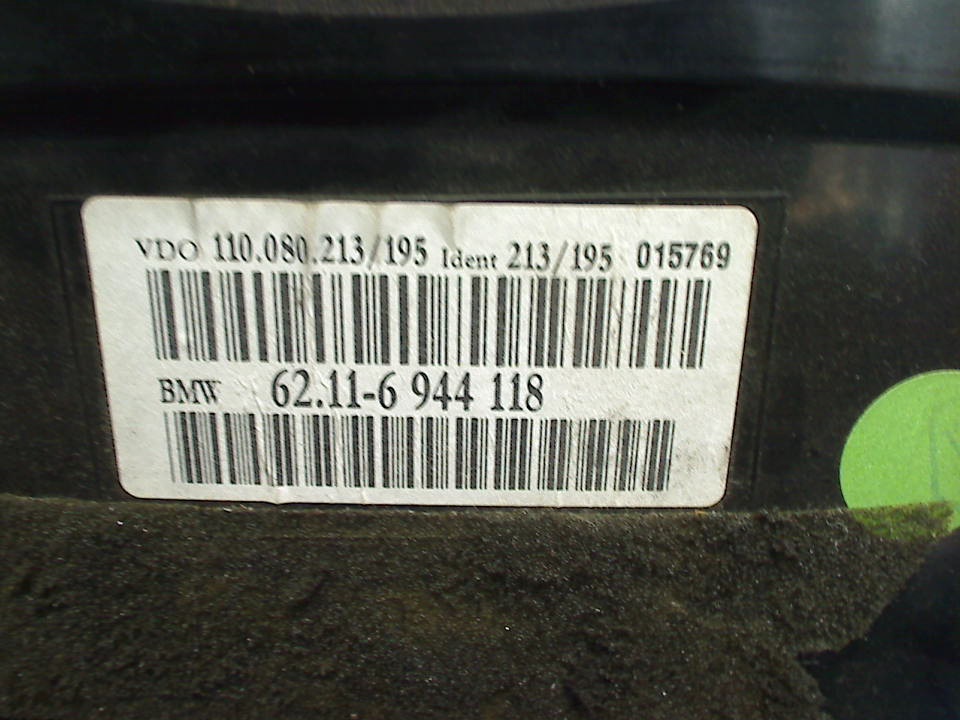 VDO 110.080.213/195 Ident 213/195 015769
BMW 62.11-6 944 118